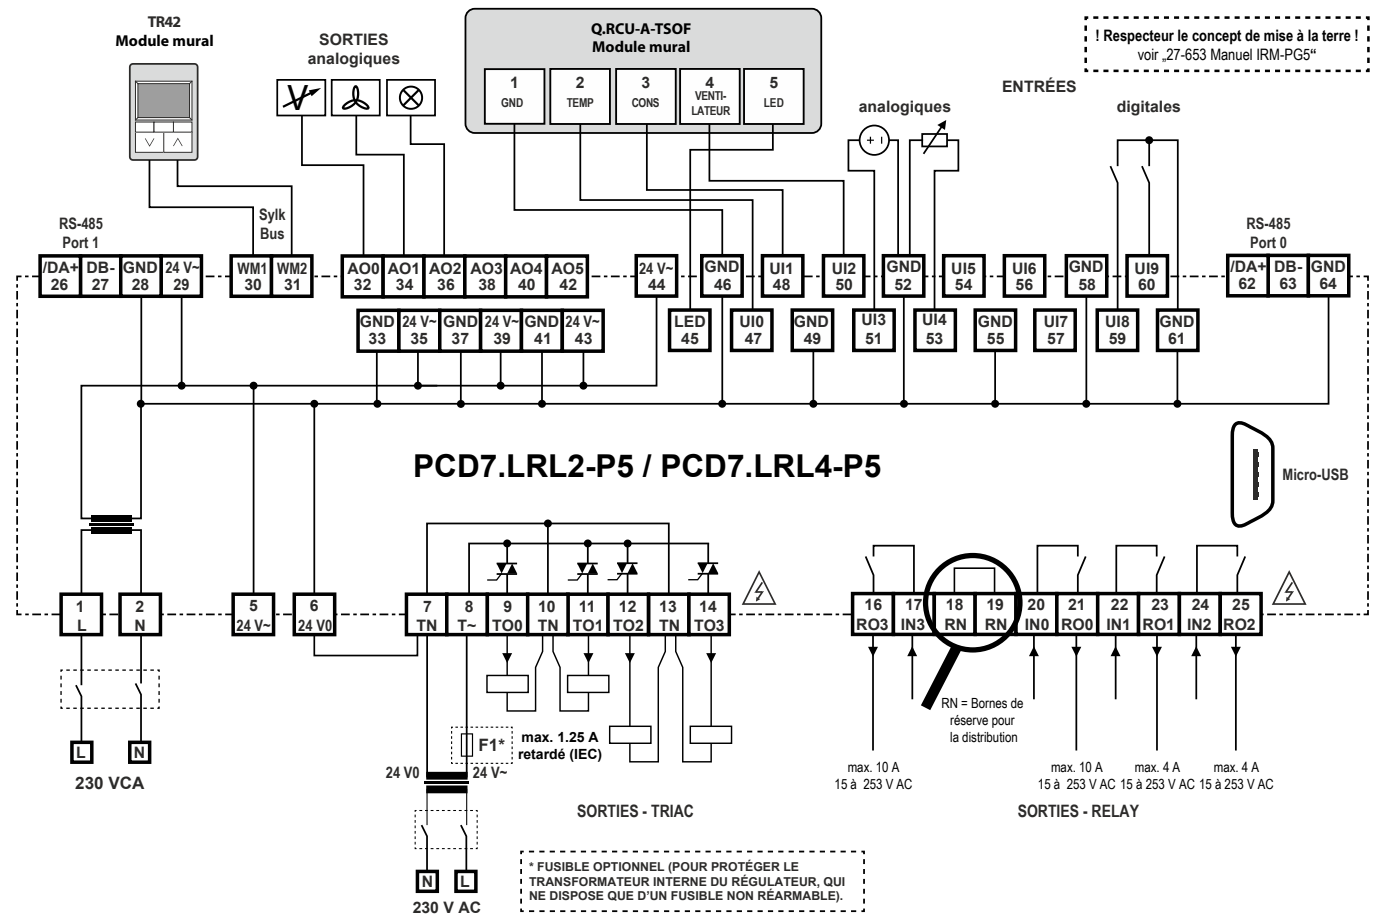 TR42
Module mural
SORTIES
analogiques
Q.RCU-A-TSOF
Module mural
1 GND
2 TEMP
3 CONS
4 VENTI-
LATEUR
5 LED
! Respecteur le concept de mise à la terre !
voir „27-653 Manuel IRM-PG5“
ENTRÉES
analogiques
digitales
RS-485
Port 1
Sylk
Bus
RS-485
Port 0
/DA+ DB- GND 24 V~
26 27 28 29
WM1 WM2
30 31
AO0 AO1 AO2 AO3 AO4 AO5
32 34 36 38 40 42
24 V~
44
GND
46
UI1
48
UI2
50
GND
52
UI5
54
UI6
56
GND
58
UI9
60
/DA+ DB- GND
62 63 64
GND 24 V~ GND 24 V~ GND 24 V~
33 35 37 39 41 43
LED
45
UI0
47
GND
49
UI3
51
UI4
53
GND
55
UI7
57
UI8
59
GND
61
PCD7.LRL2-P5 / PCD7.LRL4-P5
Micro-USB
1
L
2
N
5
24 V~
6
24 V0
7 8 9 10 11 12 13 14
TN T~ TO0 TN TO1 TO2 TN TO3
16 17 18 19 20 21 22 23 24 25
RO3 IN3 RN RN IN0 RO0 IN1 RO1 IN2 RO2
RN = Bornes de
réserve pour
la distribution
F1*
max. 1.25 A
retardé (IEC)
L N
230 VCA
24 V0 24 V~
max. 10 A
15 à 253 V AC
max. 10 A
15 à 253 V AC
max. 4 A
15 à 253 V AC
max. 4 A
15 à 253 V AC
SORTIES - TRIAC
SORTIES - RELAY
N L
230 V AC
* FUSIBLE OPTIONNEL (POUR PROTÉGER LE
TRANSFORMATEUR INTERNE DU RÉGULATEUR, QUI
NE DISPOSE QUE D'UN FUSIBLE NON RÉARMABLE).